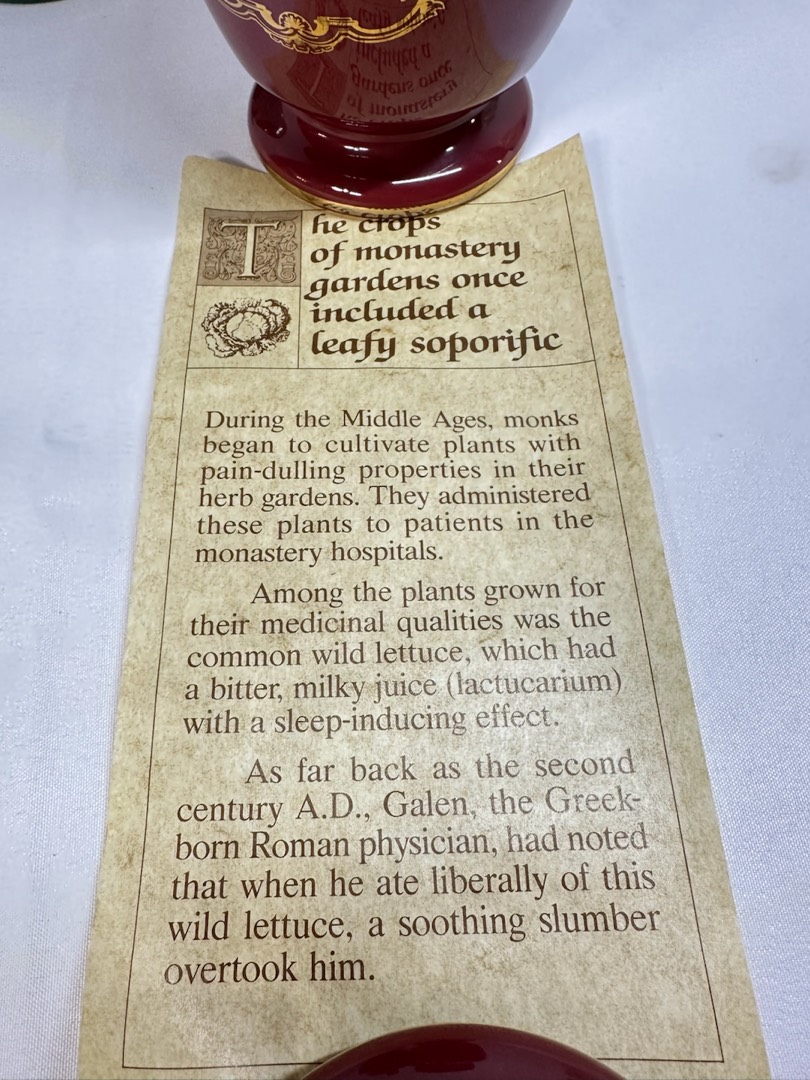 The crops
of monastery
gardens once
included a
leafy soporific
During the Middle Ages, monks
began to cultivate plants with
pain-dulling properties in their
herb gardens. They administered
these plants to patients in the
monastery hospitals.
Among the plants grown for
their medicinal qualities was the
common wild lettuce, which had
a bitter, milky juice (lactucarium)
with a sleep-inducing effect.
As far back as the second
century A.D., Galen, the Greek-
born Roman physician, had noted
that when he ate liberally of this
wild lettuce, a soothing slumber
overtook him.